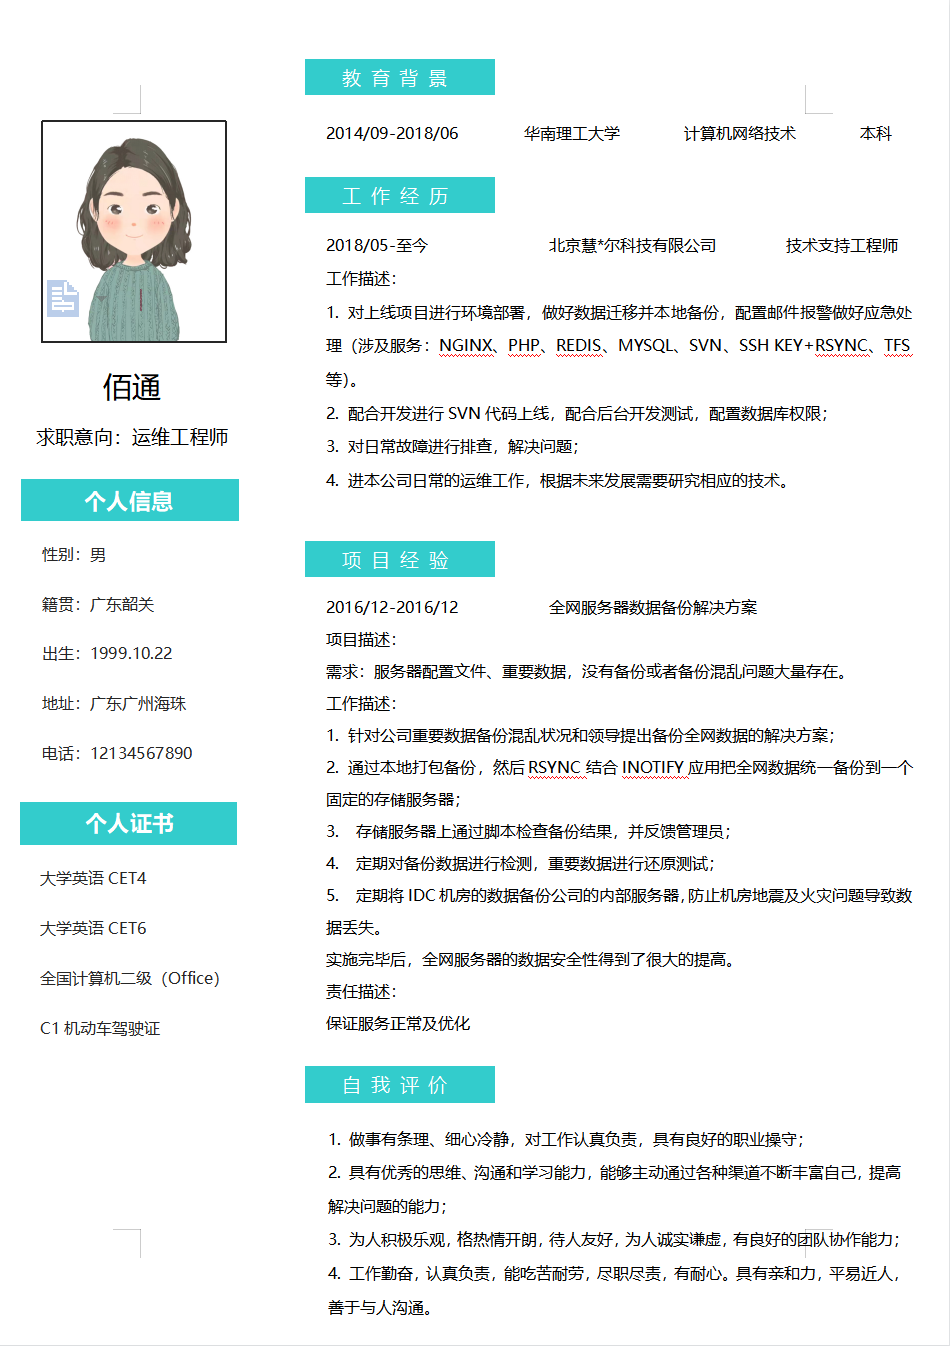 佰通
求职意向：运维工程师
个人信息
性别：男
籍贯：广东韶关
出生：1999.10.22
地址：广东广州海珠
电话：12134567890
个人证书
大学英语 CET4
大学英语 CET6
全国计算机二级（Office）
C1 机动车驾驶证
教育背景
2014/09-2018/06 华南理工大学 计算机网络技术 本科
工作经历
2018/05-至今 北京慧*尔科技有限公司 技术支持工程师
工作描述：
1. 对上线项目进行环境部署，做好数据迁移并本地备份，配置邮件报警做好应急处
理（涉及服务：NGINX、PHP、REDIS、MYSQL、SVN、SSH KEY+RSYNC、TFS
等）。
2. 配合开发进行 SVN 代码上线，配合后台开发测试，配置数据库权限；
3. 对日常故障进行排查，解决问题；
4. 进本公司日常的运维工作，根据未来发展需要研究相应的技术。
项目经验
2016/12-2016/12 全网服务器数据备份解决方案
项目描述：
需求：服务器配置文件、重要数据，没有备份或者备份混乱问题大量存在。
工作描述：
1. 针对公司重要数据备份混乱状况和领导提出备份全网数据的解决方案；
2. 通过本地打包备份，然后 RSYNC 结合 INOTIFY 应用把全网数据统一备份到一个
固定的存储服务器；
3. 存储服务器上通过脚本检查备份结果，并反馈管理员；
4. 定期对备份数据进行检测，重要数据进行还原测试；
5. 定期将 IDC 机房的数据备份公司的内部服务器，防止机房地震及火灾问题导致数
据丢失。
实施完毕后，全网服务器的数据安全性得到了很大的提高。
责任描述：
保证服务正常及优化
自我评价
1. 做事有条理、细心冷静，对工作认真负责，具有良好的职业操守；
2. 具有优秀的思维、沟通和学习能力，能够主动通过各种渠道不断丰富自己，提高
解决问题的能力；
3. 为人积极乐观，格热情开朗，待人友好，为人诚实谦虚，有良好的团队协作能力；
4. 工作勤奋，认真负责，能吃苦耐劳，尽职尽责，有耐心。具有亲和力，平易近人，
善于与人沟通。